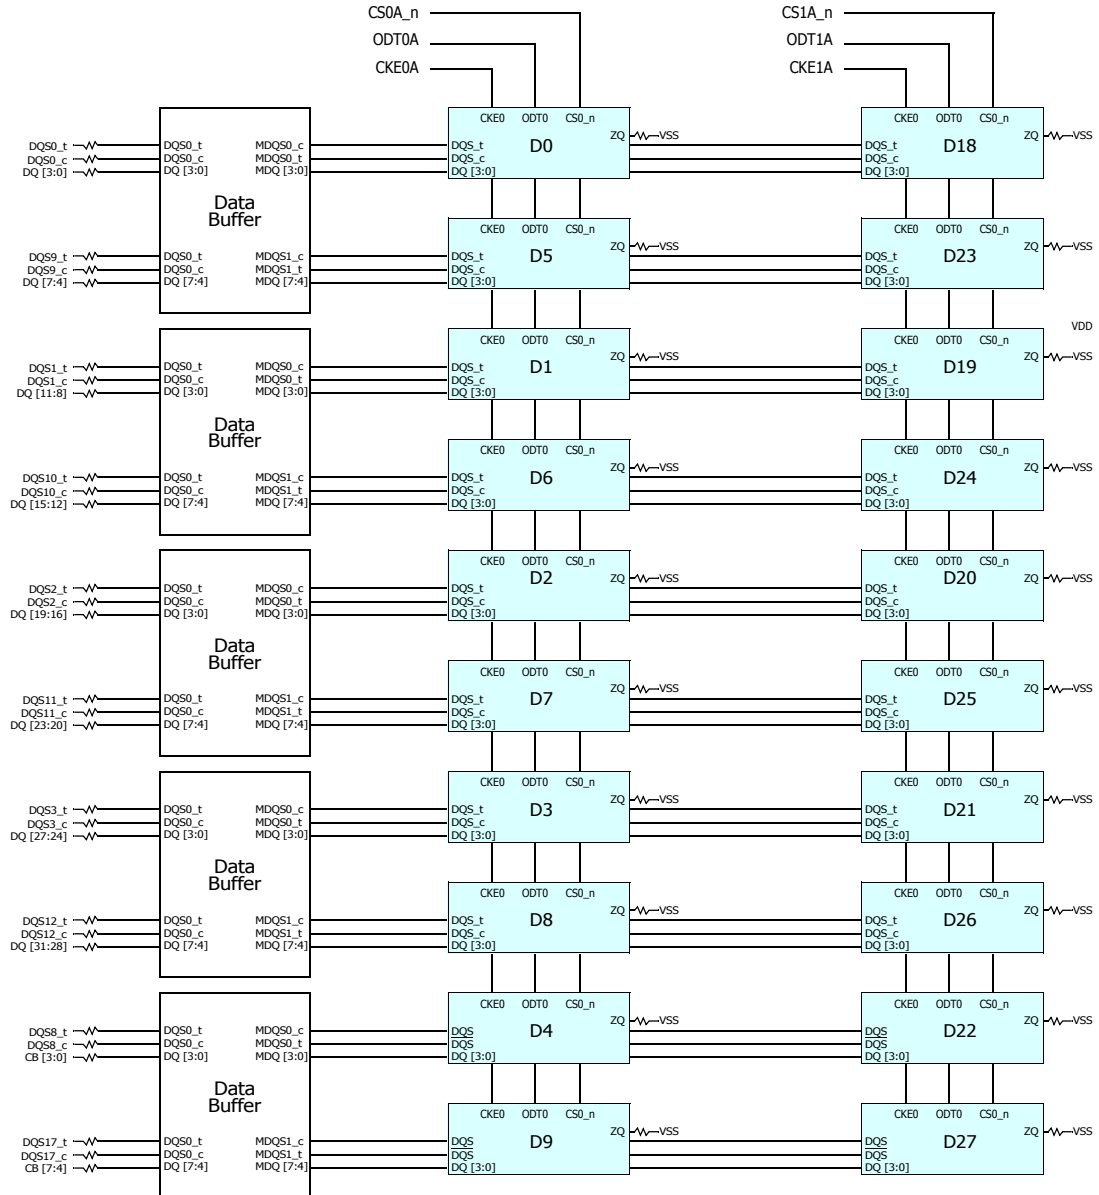 CS0A_n CS1A_n
ODT0A ODT1A
CKE0A CKE1A
CKE0 ODT0 CS0_n CKE0 ODT0 CS0_n
ZQ VSS ZQ VSS
DQS0_t DQS0_t MDQS0_c DQS_t D0 DQS_t D18
DQS0_c DQS0_c MDQS0_t DQS_c DQS_c
DQ [3:0] DQ [3:0] MDQ [3:0] DQ [3:0] DQ [3:0]
Data
Buffer
CKE0 ODT0 CS0_n CKE0 ODT0 CS0_n
ZQ VSS ZQ VSS
DQS9_t DQS0_t MDQS1_c DQS_t D5 DQS_t D23
DQS9_c DQS0_c MDQS1_t DQS_c DQS_c
DQ [7:4] DQ [7:4] MDQ [7:4] DQ [3:0] DQ [3:0]
VDD
CKE0 ODT0 CS0_n CKE0 ODT0 CS0_n
ZQ VSS ZQ VSS
DQS1_t DQS0_t MDQS0_c DQS_t D1 DQS_t D19
DQS1_c DQS0_c MDQS0_t DQS_c DQS_c
DQ [11:8] DQ [3:0] MDQ [3:0] DQ [3:0] DQ [3:0]
Data
Buffer
CKE0 ODT0 CS0_n CKE0 ODT0 CS0_n
ZQ VSS ZQ VSS
DQS10_t DQS0_t MDQS1_c DQS_t D6 DQS_t D24
DQS10_c DQS0_c MDQS1_t DQS_c DQS_c
DQ [15:12] DQ [7:4] MDQ [7:4] DQ [3:0] DQ [3:0]
CKE0 ODT0 CS0_n CKE0 ODT0 CS0_n
D2 ZQ VSS D20 ZQ VSS
DQS2_t DQS0_t MDQS0_c DQS_t DQS_t
DQS2_c DQS0_c MDQS0_t DQS_c DQS_c
DQ [19:16] DQ [3:0] MDQ [3:0] DQ [3:0] DQ [3:0]
Data
Buffer
CKE0 ODT0 CS0_n CKE0 ODT0 CS0_n
ZQ VSS ZQ VSS
DQS11_t DQS0_t MDQS1_c DQS_t D7 DQS_t D25
DQS11_c DQS0_c MDQS1_t DQS_c DQS_c
DQ [23:20] DQ [7:4] MDQ [7:4] DQ [3:0] DQ [3:0]
CKE0 ODT0 CS0_n CKE0 ODT0 CS0_n
ZQ VSS ZQ VSS
DQS3_t DQS0_t MDQS0_c DQS_t D3 DQS_t D21
DQS3_c DQS0_c MDQS0_t DQS_c DQS_c
DQ [27:24] DQ [3:0] MDQ [3:0] DQ [3:0] DQ [3:0]
Data
Buffer
CKE0 ODT0 CS0_n CKE0 ODT0 CS0_n
ZQ VSS ZQ VSS
DQS12_t DQS0_t MDQS1_c DQS_t D8 DQS_t D26
DQS12_c DQS0_c MDQS1_t DQS_c DQS_c
DQ [31:28] DQ [7:4] MDQ [7:4] DQ [3:0] DQ [3:0]
CKE0 ODT0 CS0_n CKE0 ODT0 CS0_n
ZQ VSS ZQ VSS
DQS8_t DQS0_t MDQS0_c DQS D4 DQS D22
DQS8_c DQS0_c MDQS0_t DQS DQS
CB [3:0] DQ [3:0] MDQ [3:0] DQ [3:0] DQ [3:0]
Data
Buffer
CKE0 ODT0 CS0_n CKE0 ODT0 CS0_n
ZQ VSS ZQ VSS
DQS17_t DQS0_t MDQS1_c DQS D9 DQS D27
DQS17_c DQS0_c MDQS1_t DQS DQS
CB [7:4] DQ [7:4] MDQ [7:4] DQ [3:0] DQ [3:0]